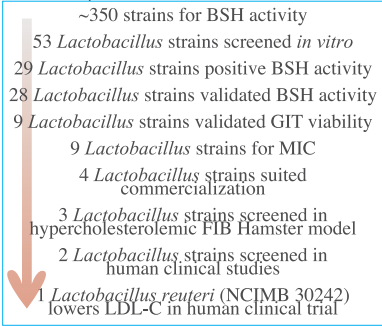 ~350 strains for BSH activity
53 Lactobacillus strains screened in vitro
29 Lactobacillus strains positive BSH activity
28 Lactobacillus strains validated BSH activity
9 Lactobacillus strains validated GIT viability
9 Lactobacillus strains for MIC
4 Lactobacillus strains suited
commercialization
3 Lactobacillus strains screened in
hypercholesterolemic FIB Hamster model
2 Lactobacillus strains screened in
human clinical studies
1 Lactobacillus reuteri (NCIMB 30242)
lowers LDL-C in human clinical trial